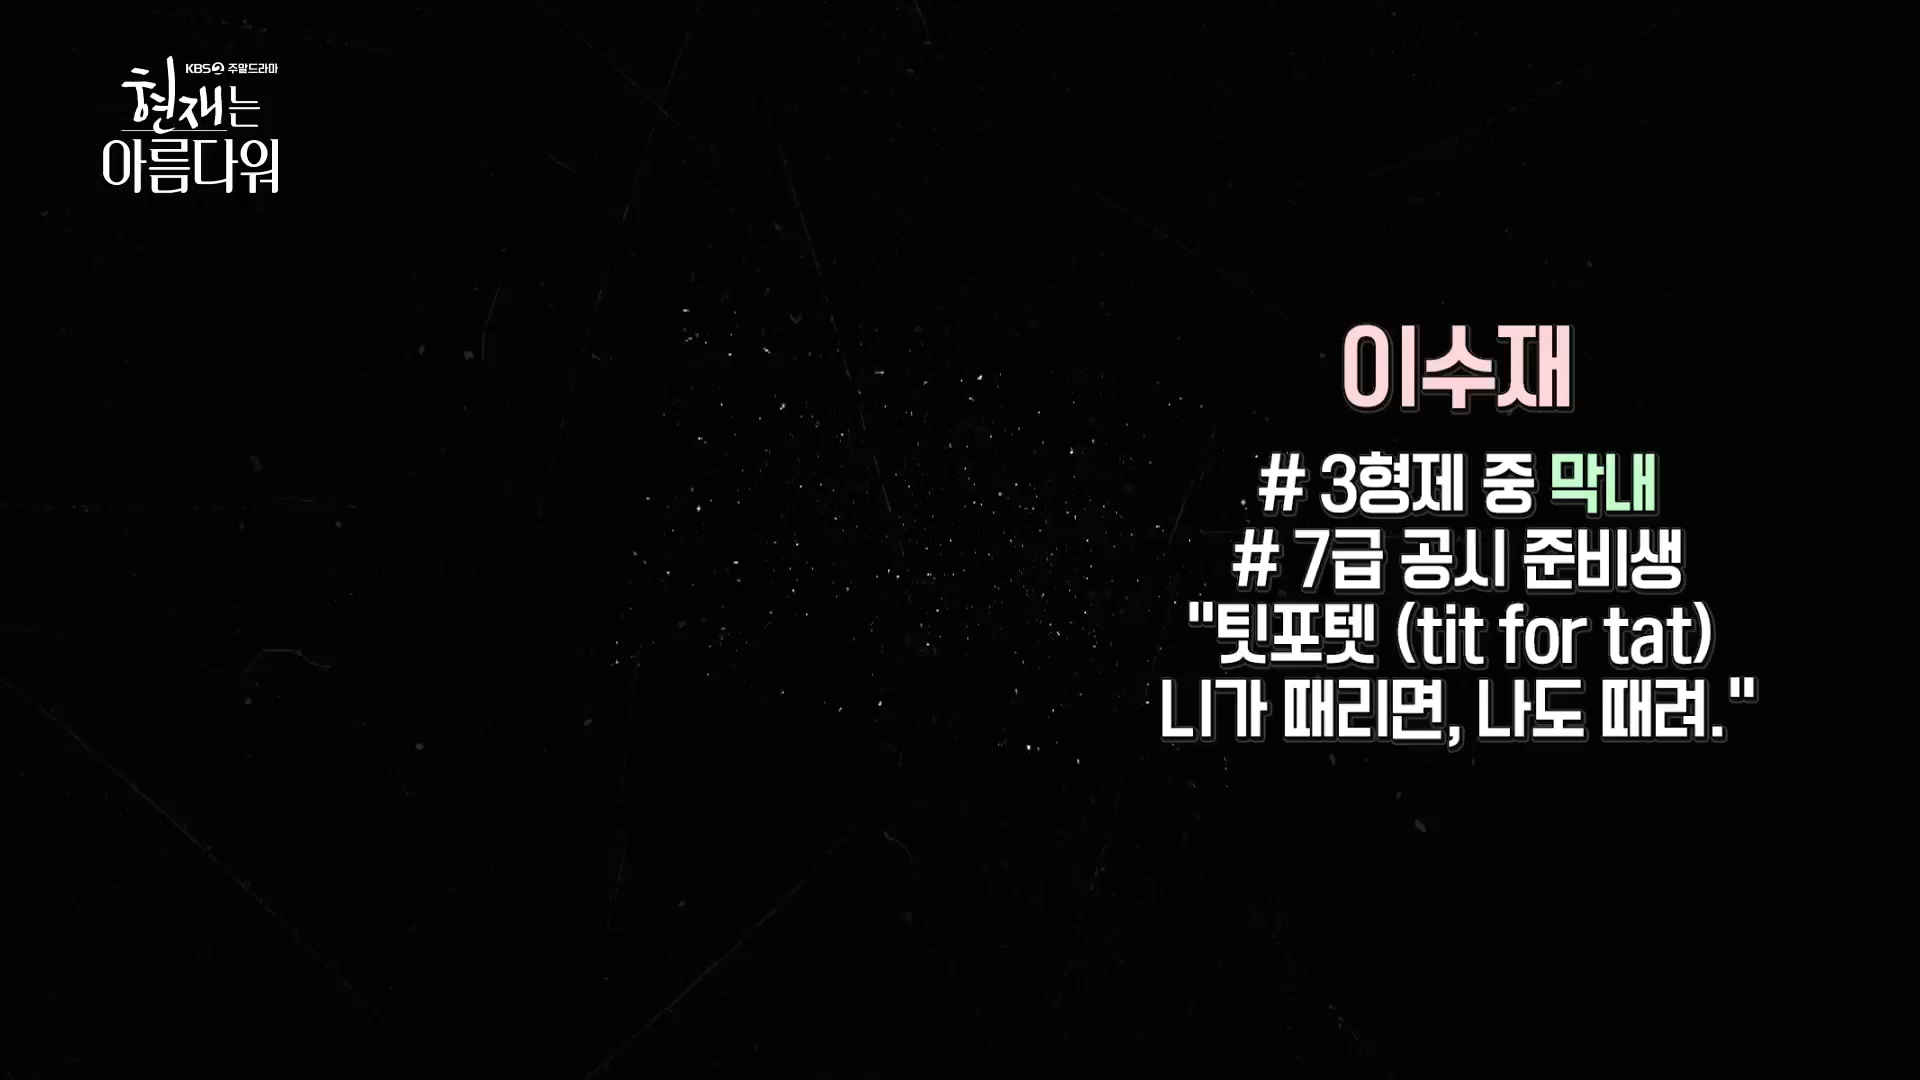 KBS2 주말드라마
현재는
아름다워
이수재
# 3형제 중 막내
# 7급 공시 준비생
"팃포텟 (tit for tat)
니가 때리면, 나도 때려."